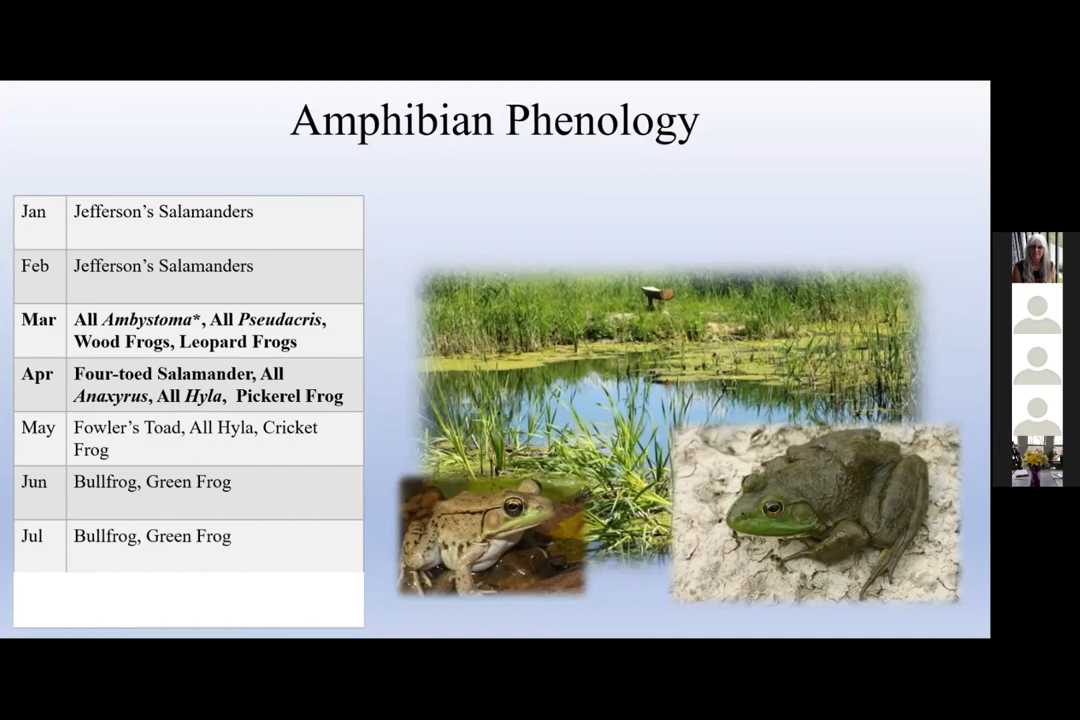 Amphibian Phenology
Jan Jefferson’s Salamanders
Feb Jefferson’s Salamanders
Mar All Ambystoma*, All Pseudacris,
Wood Frogs, Leopard Frogs
Apr Four-toed Salamander, All
Anaxyrus, All Hyla, Pickerel Frog
May Fowler’s Toad, All Hyla, Cricket
Frog
Jun Bullfrog, Green Frog
Jul Bullfrog, Green Frog